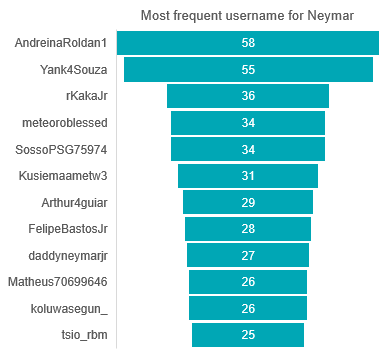 Most frequent username for Neymar
AndreinaRoldan1 58
Yank4Souza 55
rKakaJr 36
meteoroblessed 34
SossoPSG75974 34
Kusiemaametw3 31
Arthur4guiar 29
FelipeBastosJr 28
daddyneymarjr 27
Matheus70699646 26
koluwasegun_ 26
tsio_rbm 25